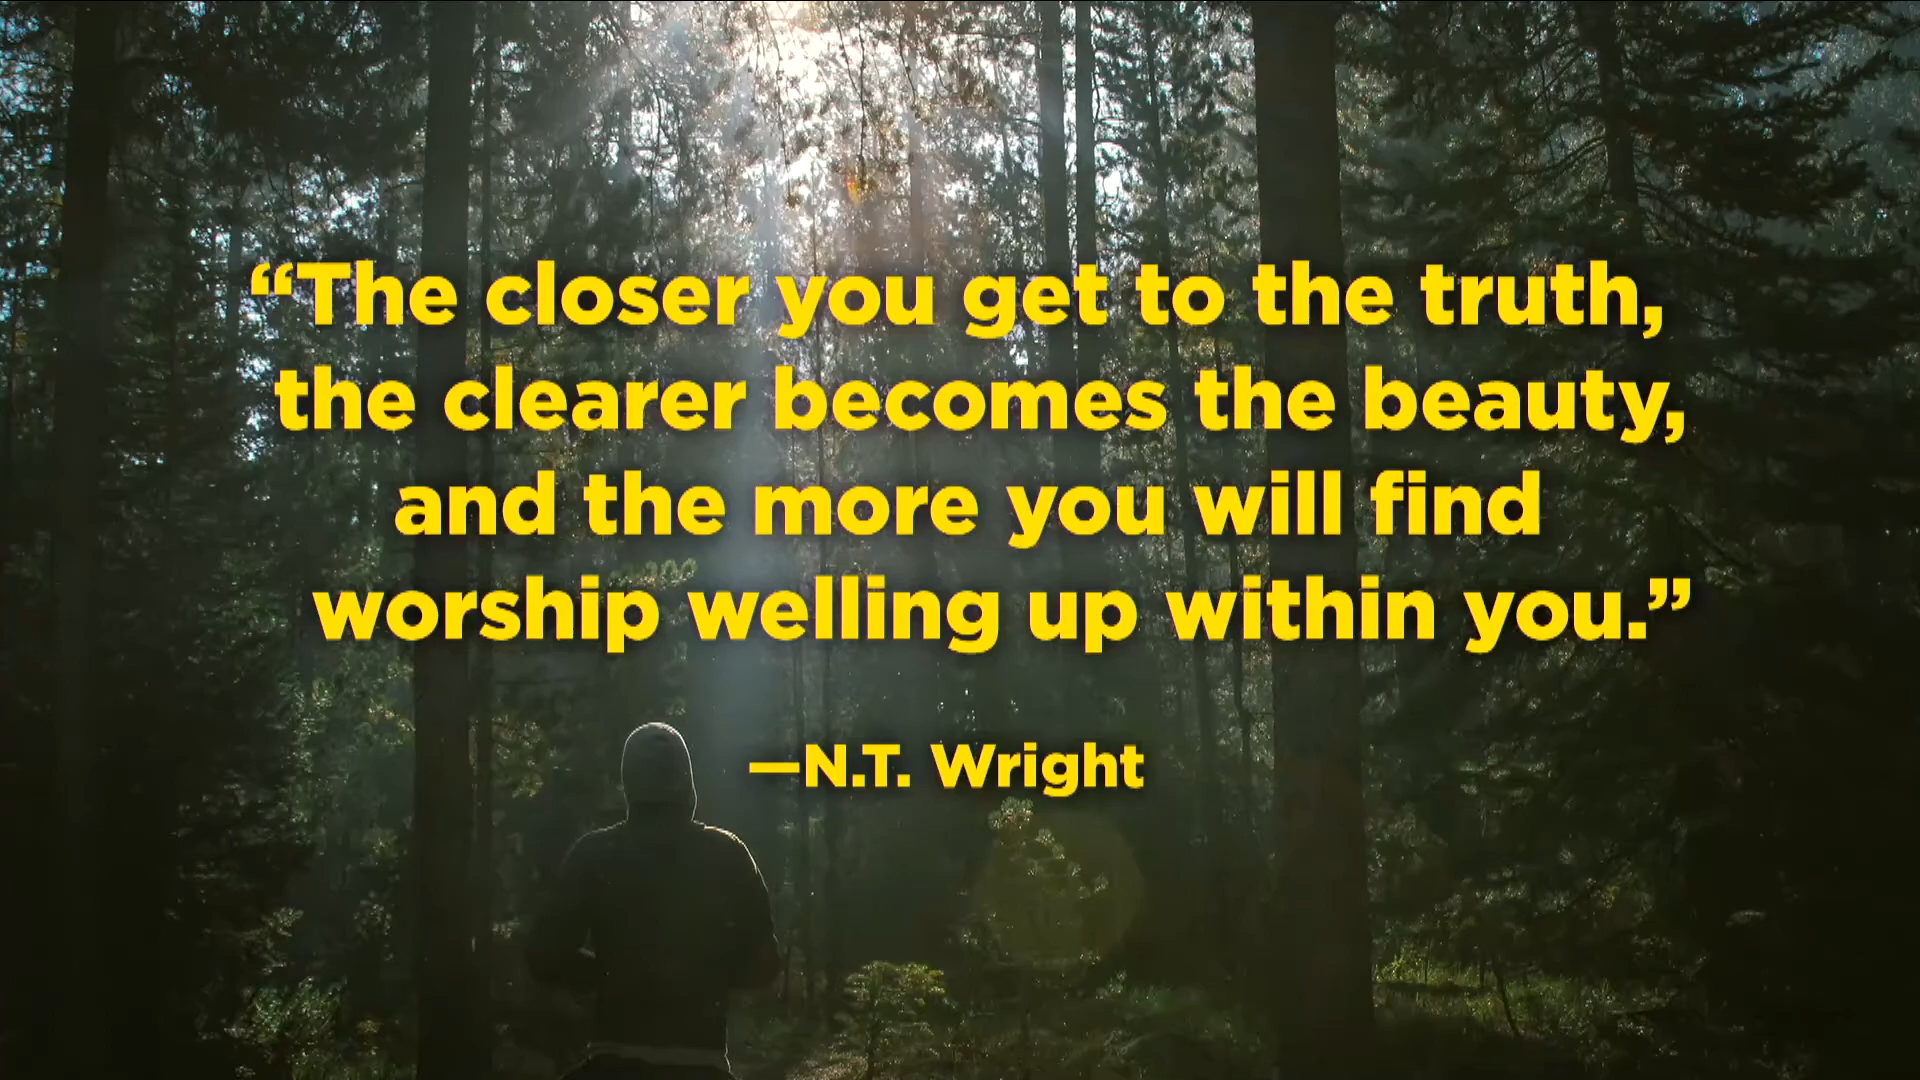 “The closer you get to the truth,
the clearer becomes the beauty,
and the more you will find
worship welling up within you.”
—N.T. Wright